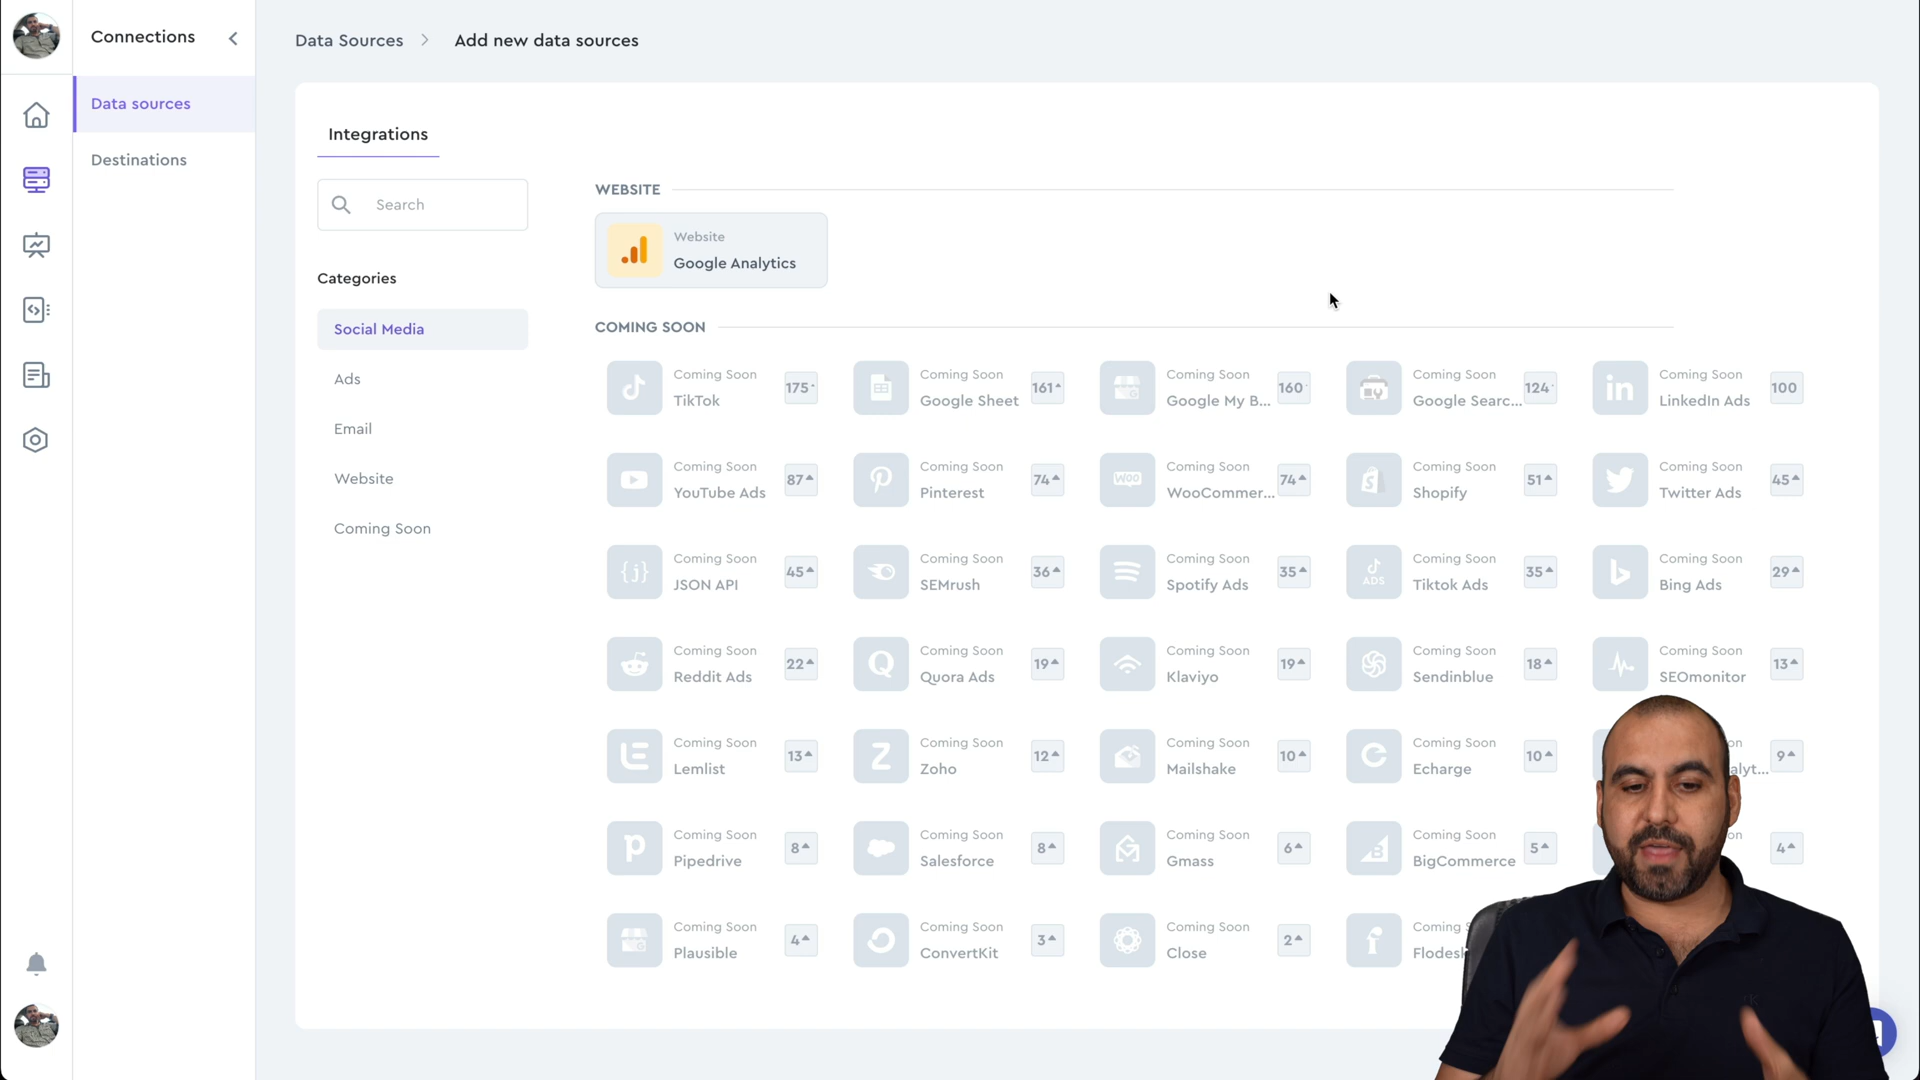 Connections
Data sources
Destinations
Data Sources
Add new data sources
Integrations
Search
Categories
Social Media
Ads
Email
Website
Coming Soon
WEBSITE
Website
Google Analytics
COMING SOON
Coming Soon
TikTok
175
Coming Soon
Google Sheet
161
Coming Soon
Google My B...
160
Coming Soon
Google Searc...
124
in
Coming Soon
LinkedIn Ads
100
Coming Soon
YouTube Ads
87
Coming Soon
Pinterest
74
WOO
Coming Soon
WooCommer...
74
Coming Soon
Shopify
51
Coming Soon
Twitter Ads
45
{j}
Coming Soon
JSON API
45
Coming Soon
SEMrush
36
Coming Soon
Spotify Ads
35
ADS
Coming Soon
Tiktok Ads
35
Coming Soon
Bing Ads
29
Coming Soon
Reddit Ads
22
Q
Coming Soon
Quora Ads
19
Coming Soon
Klaviyo
19
Coming Soon
Sendinblue
18
Coming Soon
SEOmonitor
13
Coming Soon
Lemlist
13
Z
Coming Soon
Zoho
12
Coming Soon
Mailshake
10
Coming Soon
Echarge
10
9
Coming Soon
Pipedrive
8
Coming Soon
Salesforce
8
Coming Soon
Gmass
6
B
Coming Soon
BigCommerce
5
4
Coming Soon
Plausible
4
Coming Soon
ConvertKit
3
Coming Soon
Close
2